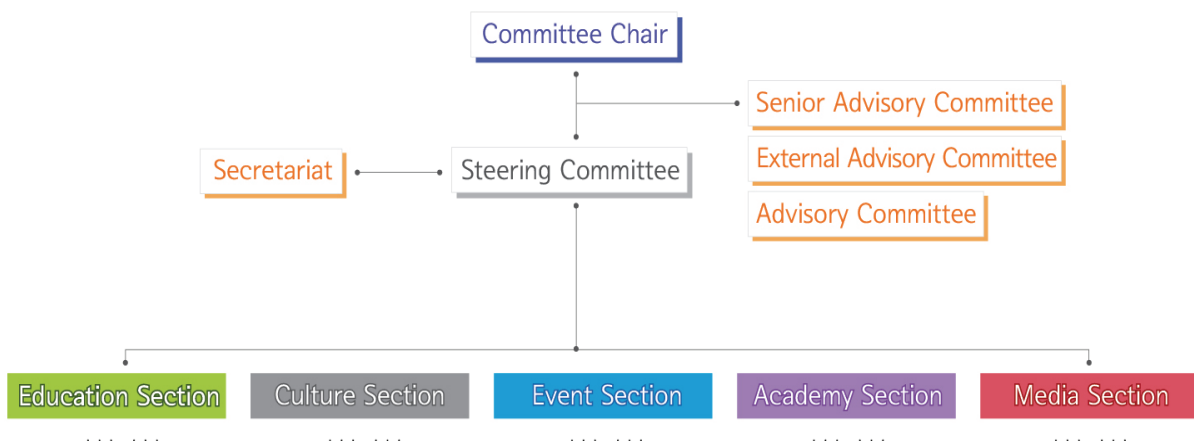 Committee Chair
Senior Advisory Committee
External Advisory Committee
Advisory Committee
Secretariat
Steering Committee
Education Section
Culture Section
Event Section
Academy Section
Media Section